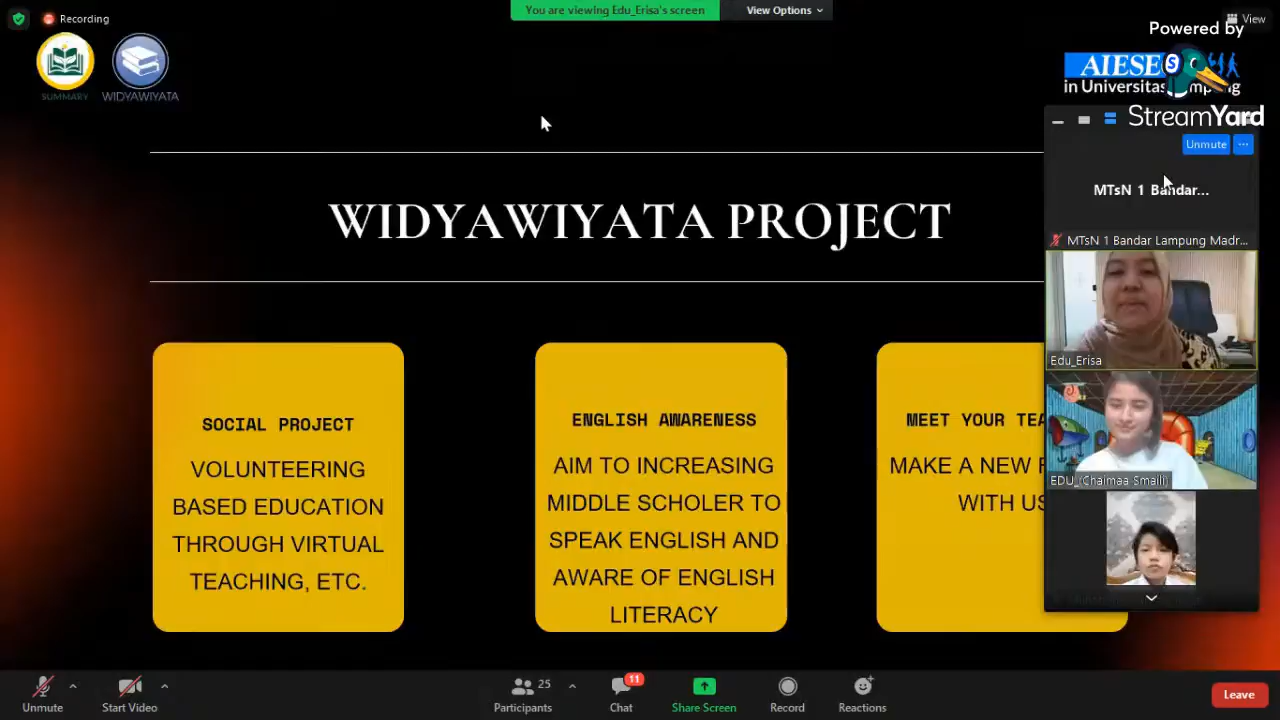 Recording
You are viewing Edu_Erisa's screen
View Options
View
Powered by
AIESE
in Universitas
StreamYard
SUMMARY
WIDYAWIYATA
Unmute
MTsN 1 Bandar...
MTsN 1 Bandar Lampung Madr...
WIDYAWIYATA PROJECT
Edu_Erisa
SOCIAL PROJECT
VOLUNTEERING
BASED EDUCATION
THROUGH VIRTUAL
TEACHING, ETC.
ENGLISH AWARENESS
AIM TO INCREASING
MIDDLE SCHOLER TO
SPEAK ENGLISH AND
AWARE OF ENGLISH
LITERACY
MEET YOUR TEA
MAKE A NEW
WITH US
EDU_(Chaimaa Smaili)
Unmute
Start Video
25
Participants
11
Chat
Share Screen
Record
Reactions
Leave